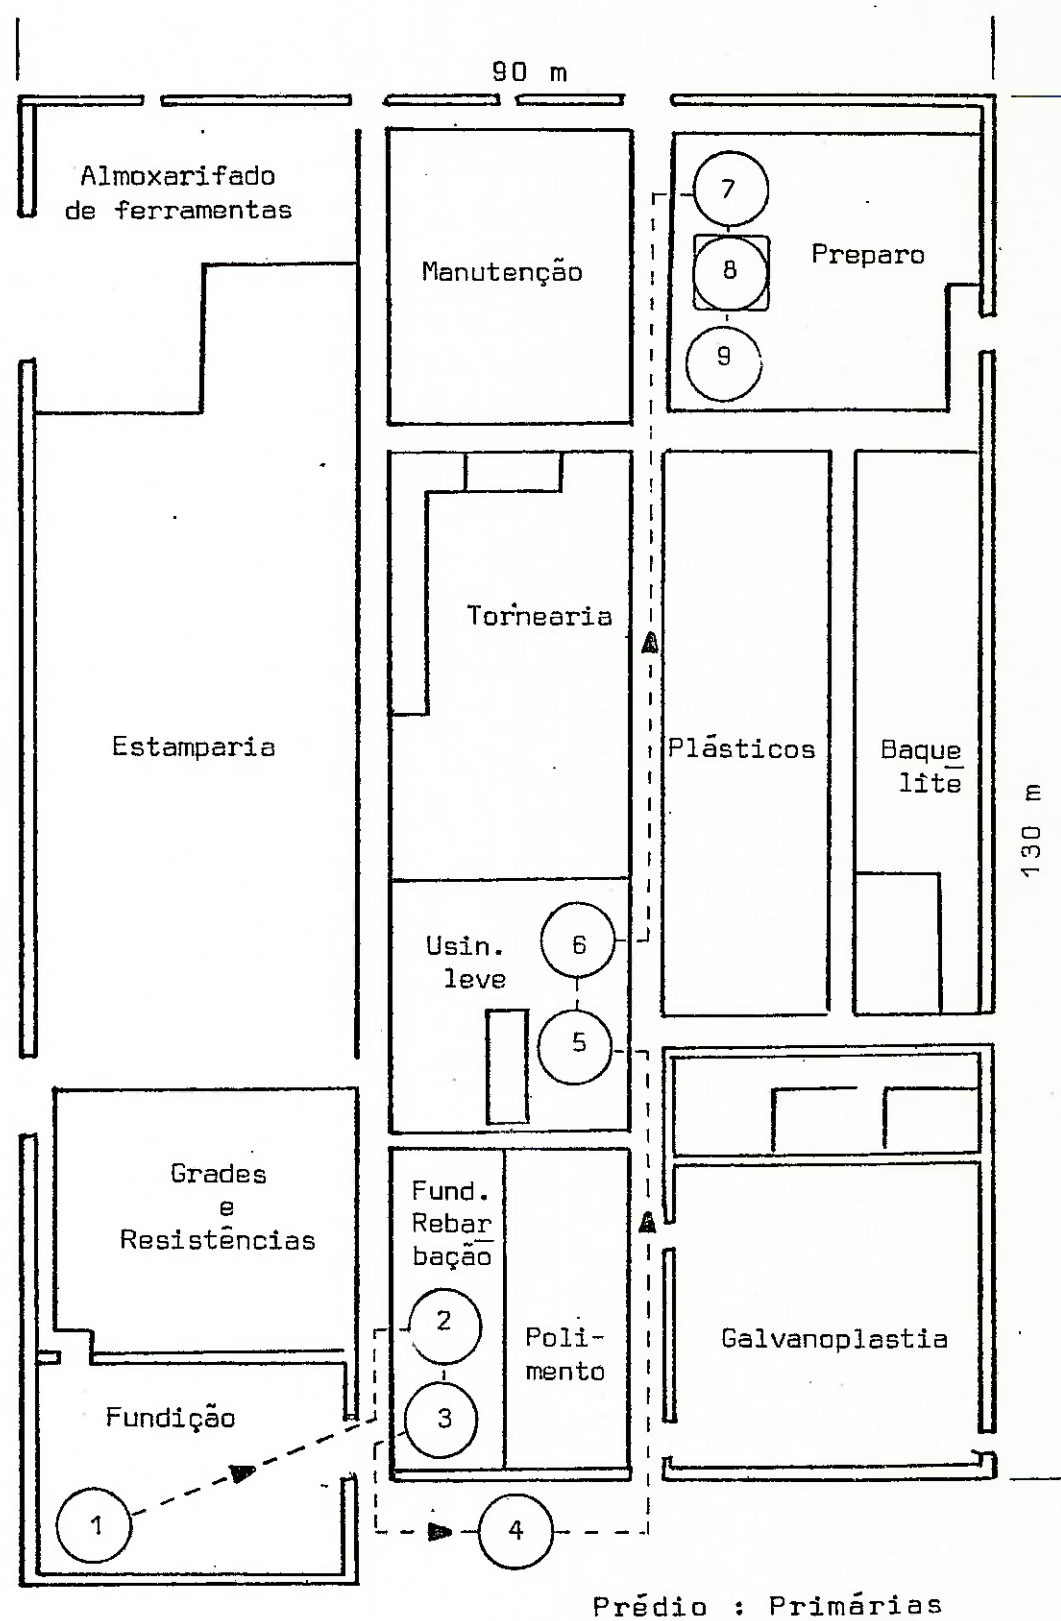 90 m
Almoxarifado
de ferramentas
Manutenção
7
8
9
Preparo
Tornearia
Estamparia
Plásticos
Baque
lite
130 m
Usin.
leve
6
5
Grades
e
Resistências
Fund.
Rebar
bação
2
3
Poli-
mento
Galvanoplastia
Fundição
1
4
Prédio : Primárias